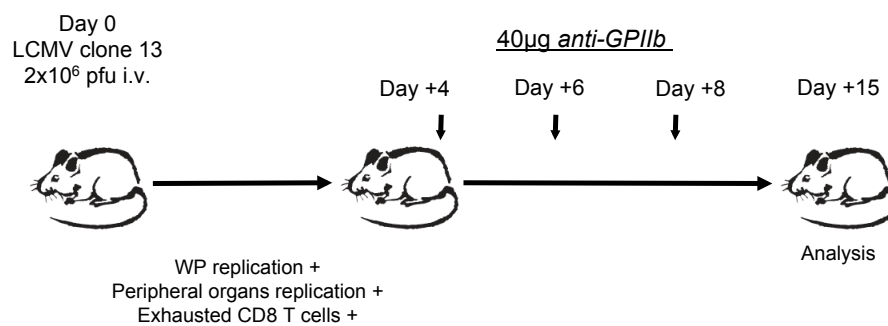 Day 0
LCMV clone 13
2x10⁶ pfu i.v.
40µg anti-GPIIb
Day +4
Day +6
Day +8
Day +15
WP replication +
Peripheral organs replication +
Exhausted CD8 T cells +
Analysis